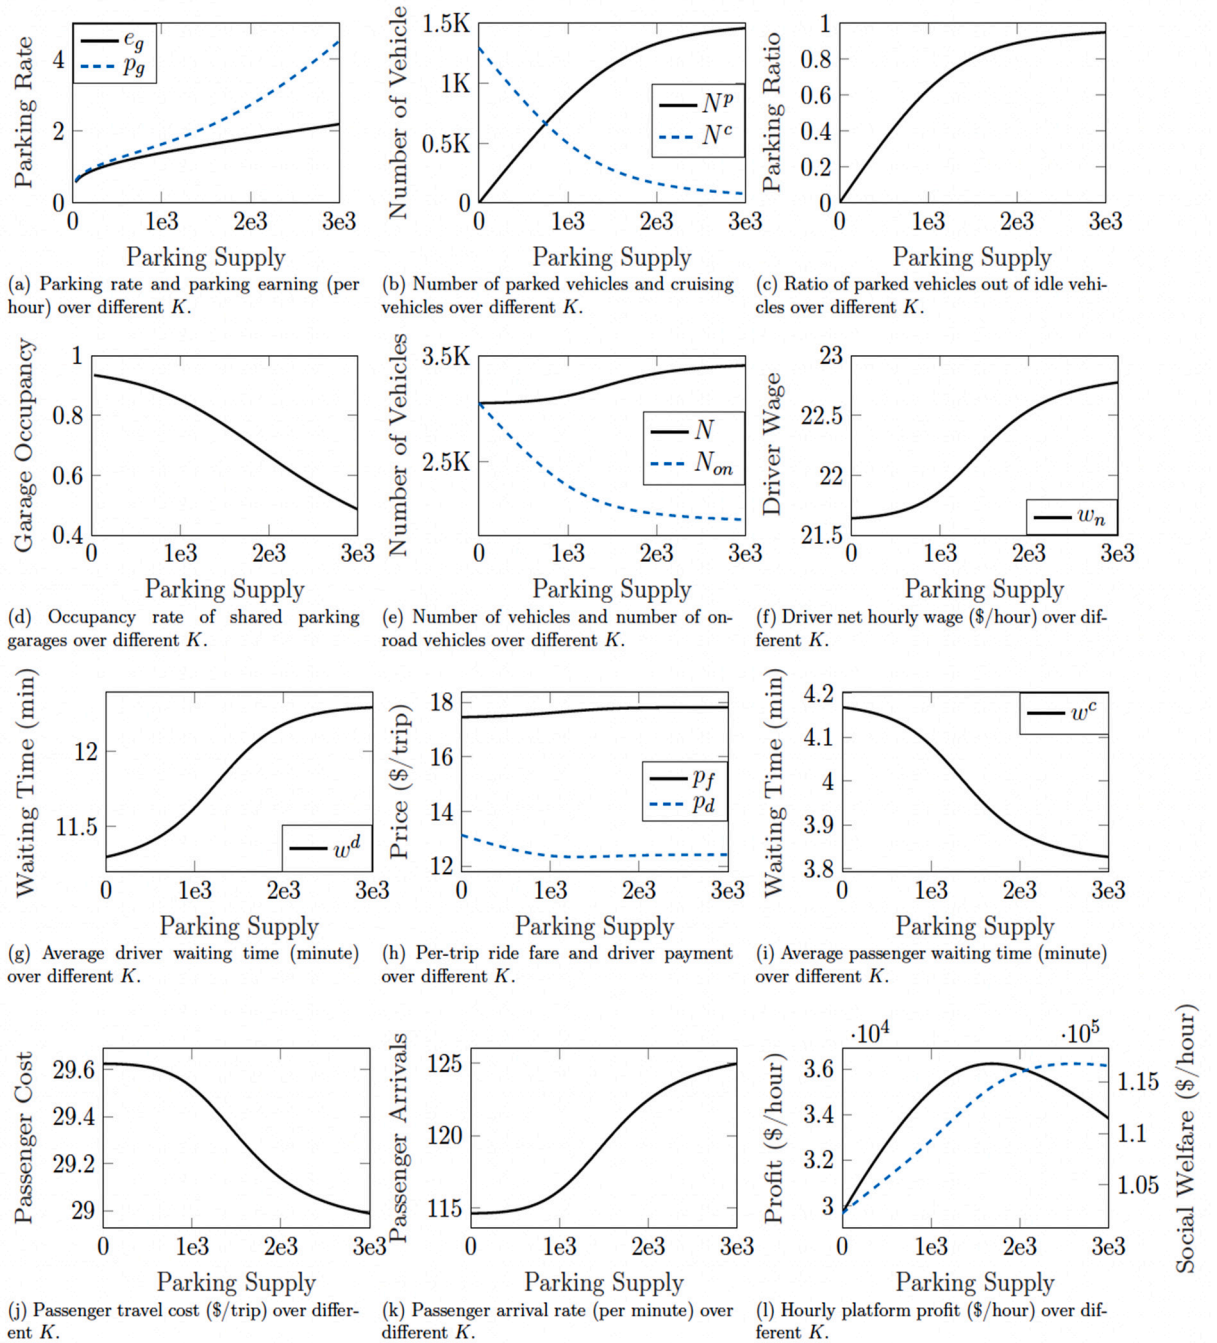 Parking Rate
4
2
0
e_g
p_g
0 1e3 2e3 3e3
Parking Supply
(a) Parking rate and parking earning (per
hour) over different K.
Number of Vehicle
1.5K
1K
0.5K
0
N^p
N^c
0 1e3 2e3 3e3
Parking Supply
(b) Number of parked vehicles and cruising
vehicles over different K.
Parking Ratio
1
0.8
0.6
0.4
0.2
0
0 1e3 2e3 3e3
Parking Supply
(c) Ratio of parked vehicles out of idle vehi-
cles over different K.
Garage Occupancy
1
0.8
0.6
0.4
0 1e3 2e3 3e3
Parking Supply
(d) Occupancy rate of shared parking
garages over different K.
Number of Vehicles
3.5K
2.5K
N
N_on
0 1e3 2e3 3e3
Parking Supply
(e) Number of vehicles and number of on-
road vehicles over different K.
Driver Wage
23
22.5
22
21.5
w_n
0 1e3 2e3 3e3
Parking Supply
(f) Driver net hourly wage ($/hour) over dif-
ferent K.
Waiting Time (min)
12
11.5
w^d
0 1e3 2e3 3e3
Parking Supply
(g) Average driver waiting time (minute)
over different K.
Price ($/trip)
18
16
14
12
p_f
p_d
0 1e3 2e3 3e3
Parking Supply
(h) Per-trip ride fare and driver payment
over different K.
Waiting Time (min)
4.2
4.1
4
3.9
3.8
w^c
0 1e3 2e3 3e3
Parking Supply
(i) Average passenger waiting time (minute)
over different K.
Passenger Cost
29.6
29.4
29.2
29
0 1e3 2e3 3e3
Parking Supply
(j) Passenger travel cost ($/trip) over differ-
ent K.
Passenger Arrivals
125
120
115
0 1e3 2e3 3e3
Parking Supply
(k) Passenger arrival rate (per minute) over
different K.
·10^4 ·10^5
Profit ($/hour)
3.6
3.4
3.2
3
1.15
1.1
1.05
Social Welfare ($/hour)
0 1e3 2e3 3e3
Parking Supply
(l) Hourly platform profit ($/hour) over dif-
ferent K.